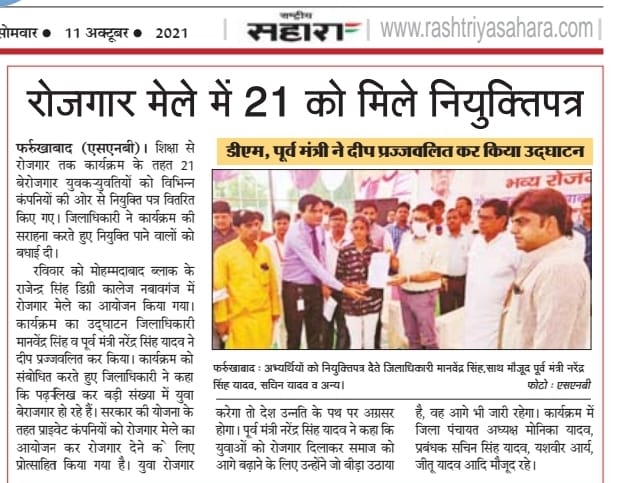 सोमवार ● 11 अक्टूबर ● 2021
राष्ट्रीय
सहारा
www.rashtriyasahara.com
रोजगार मेले में 21 को मिले नियुक्तिपत्र
फर्रुखाबाद (एसएनबी)। शिक्षा से
रोजगार तक कार्यक्रम के तहत 21
बेरोजगार युवक-युवतियों को विभिन्न
कंपनियों की ओर से नियुक्ति पत्र वितरित
किए गए। जिलाधिकारी ने कार्यक्रम की
सराहना करते हुए नियुक्ति पाने वालों को
बधाई दी।
रविवार को मोहम्मदाबाद ब्लाक के
राजेन्द्र सिंह डिग्री कालेज नबावगंज में
रोजगार मेले का आयोजन किया गया।
कार्यक्रम का उद्घाटन जिलाधिकारी
मानवेंद्र सिंह व पूर्व मंत्री नरेंद्र सिंह यादव ने
दीप प्रज्जवलित कर किया। कार्यक्रम को
संबोधित करते हुए जिलाधिकारी ने कहा
कि पढ़-लिख कर बड़ी संख्या में युवा
बेराजगार हो रहे हैं। सरकार की योजना के
तहत प्राइवेट कंपनियों को रोजगार मेले का
आयोजन कर रोजगार देने के लिए
प्रोत्साहित किया गया है। युवा रोजगार
डीएम, पूर्व मंत्री ने दीप प्रज्जवलित कर किया उद्घाटन
भव्य रोज
फर्रुखाबाद : अभ्यर्थियों को नियुक्तिपत्र देते जिलाधिकारी मानवेंद्र सिंह,साथ मौजूद पूर्व मंत्री नरेंद्र
सिंह यादव, सचिन यादव व अन्य।
फोटो : एसएनबी
करेगा तो देश उन्नति के पथ पर अग्रसर
होगा। पूर्व मंत्री नरेंद्र सिंह यादव ने कहा कि
युवाओं को रोजगार दिलाकर समाज को
आगे बढ़ाने के लिए उन्होंने जो बीड़ा उठाया
है, वह आगे भी जारी रहेगा। कार्यक्रम में
जिला पंचायत अध्यक्ष मोनिका यादव,
प्रबंधक सचिन सिंह यादव, यशवीर आर्य,
जीतू यादव आदि मौजूद रहे।